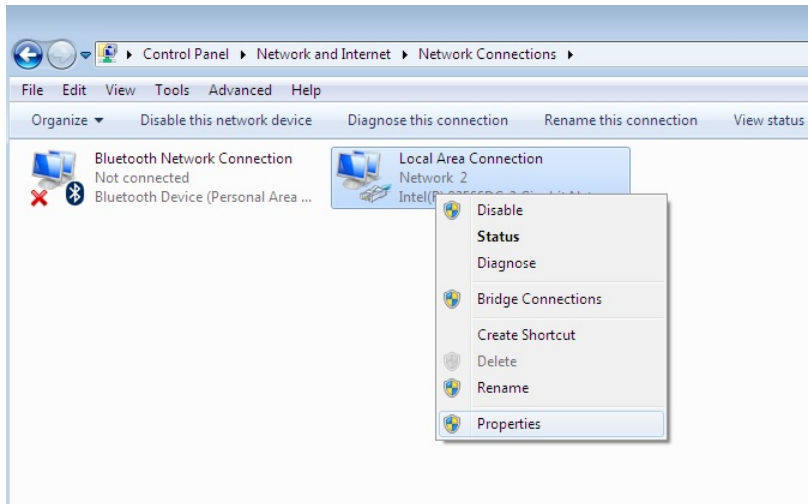 Control Panel ▸ Network and Internet ▸ Network Connections ▸
File Edit View Tools Advanced Help
Organize ▾ Disable this network device Diagnose this connection Rename this connection View status
Bluetooth Network Connection
Not connected
Bluetooth Device (Personal Area ...
Local Area Connection
Network 2
Disable
Status
Diagnose
Bridge Connections
Create Shortcut
Delete
Rename
Properties